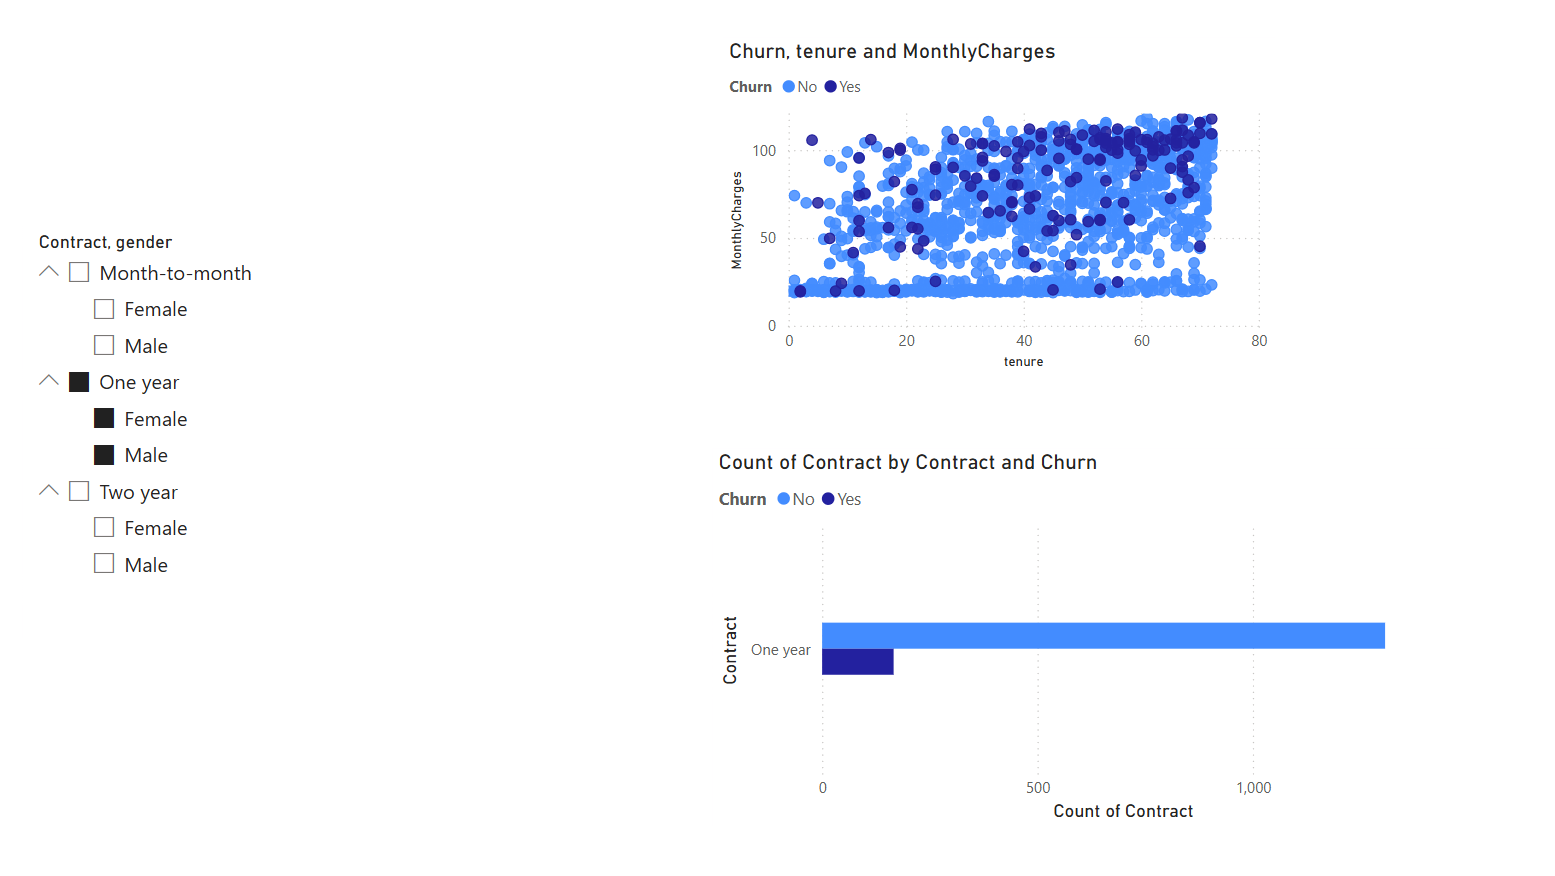 Contract, gender
Month-to-month
Female
Male
One year
Female
Male
Two year
Female
Male
Churn, tenure and MonthlyCharges
Churn No Yes
MonthlyCharges
100
50
0
0 20 40 60 80
tenure
Count of Contract by Contract and Churn
Churn No Yes
Contract
One year
0 500 1,000
Count of Contract